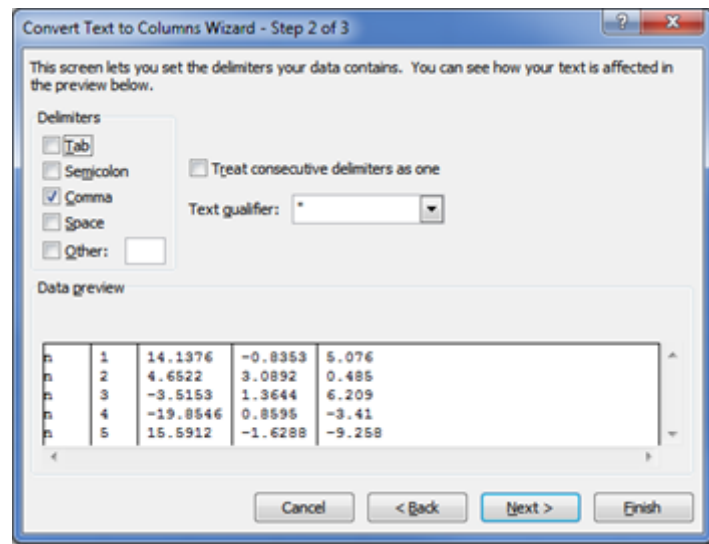 Convert Text to Columns Wizard - Step 2 of 3
This screen lets you set the delimiters your data contains. You can see how your text is affected in
the preview below.
Delimiters
Tab
Semicolon
Comma
Space
Other:
Treat consecutive delimiters as one
Text qualifier: "
Data preview
n 1 14.1376 -0.8353 5.076
n 2 4.6522 3.0892 0.485
n 3 -3.5153 1.3644 6.209
n 4 -19.8546 0.8595 -3.41
n 5 15.5912 -1.6288 -9.258
Cancel < Back Next > Finish